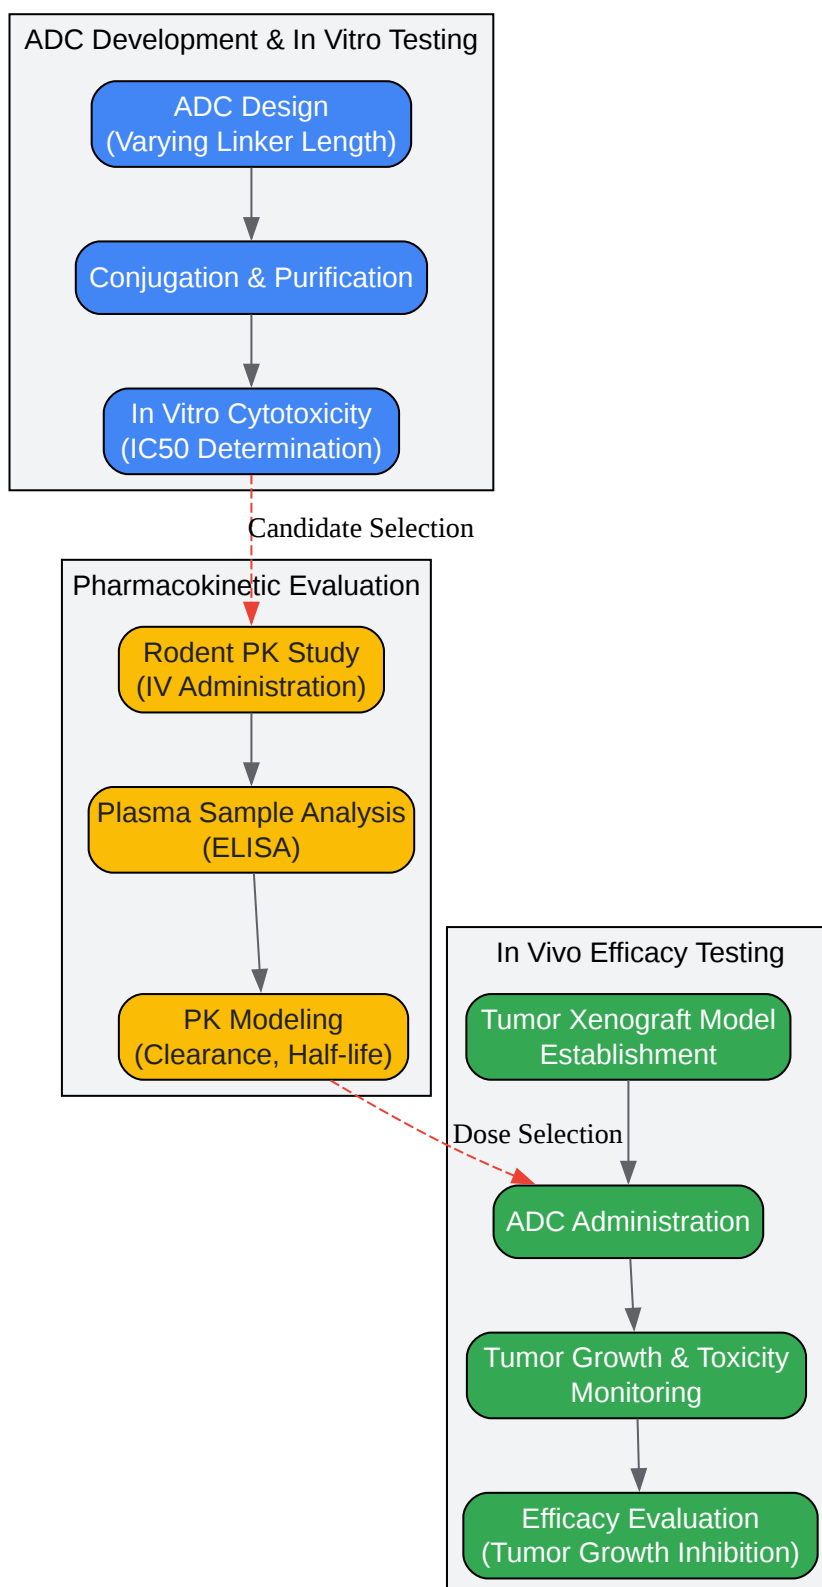 ADC Development & In Vitro Testing
ADC Design
(Varying Linker Length)
Conjugation & Purification
In Vitro Cytotoxicity
(IC50 Determination)
Candidate Selection
Pharmacokinetic Evaluation
Rodent PK Study
(IV Administration)
Plasma Sample Analysis
(ELISA)
PK Modeling
(Clearance, Half-life)
In Vivo Efficacy Testing
Tumor Xenograft Model
Establishment
Dose Selection
ADC Administration
Tumor Growth & Toxicity
Monitoring
Efficacy Evaluation
(Tumor Growth Inhibition)